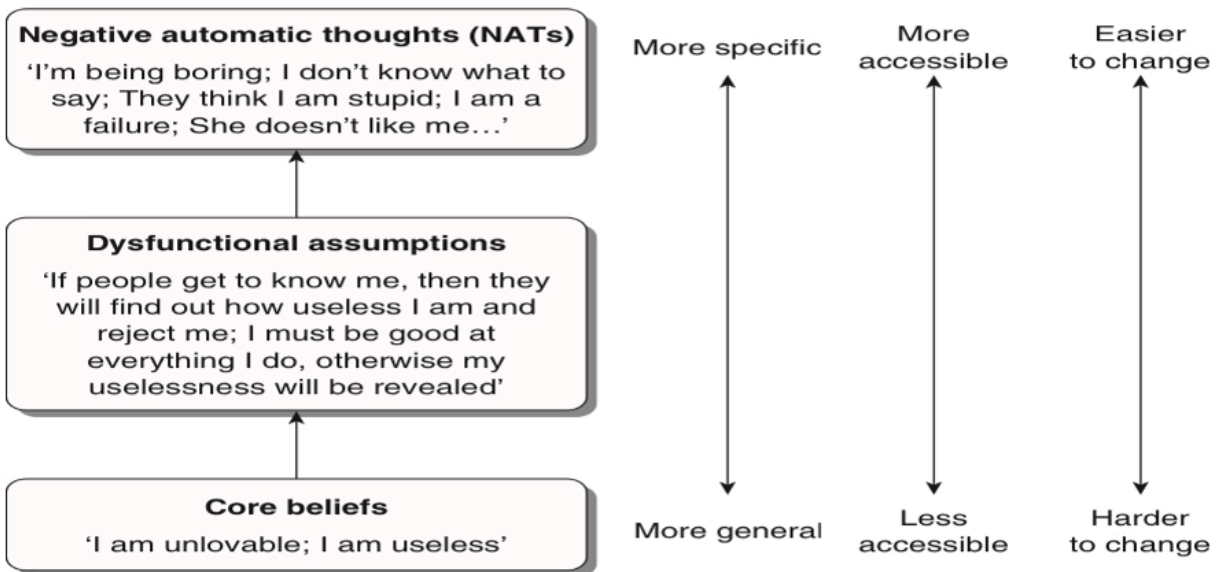 Negative automatic thoughts (NATs)
‘I’m being boring; I don’t know what to
say; They think I am stupid; I am a
failure; She doesn’t like me…’
Dysfunctional assumptions
‘If people get to know me, then they
will find out how useless I am and
reject me; I must be good at
everything I do, otherwise my
uselessness will be revealed’
Core beliefs
‘I am unlovable; I am useless’
More specific
More general
More
accessible
Less
accessible
Easier
to change
Harder
to change